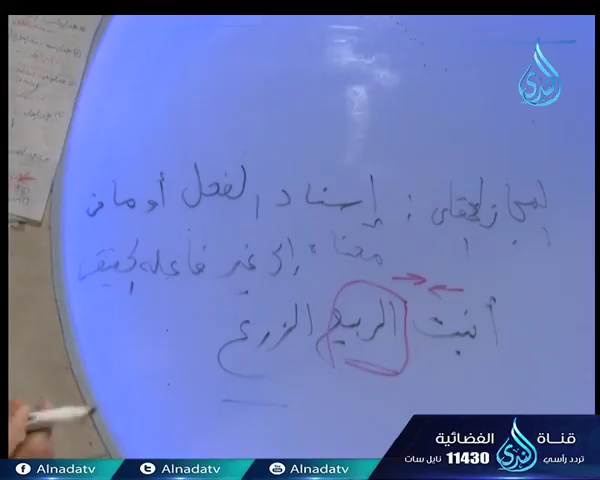 الندى
المجاز العقلي : إسناد الفعل أو ما في
معناه إلى غير فاعله الحقيقي
أنبت الربيع الزرع
قناة الندى الفضائية
تردد رأسي 11430 نايل سات
Alnadatv Alnadatv Alnadatv